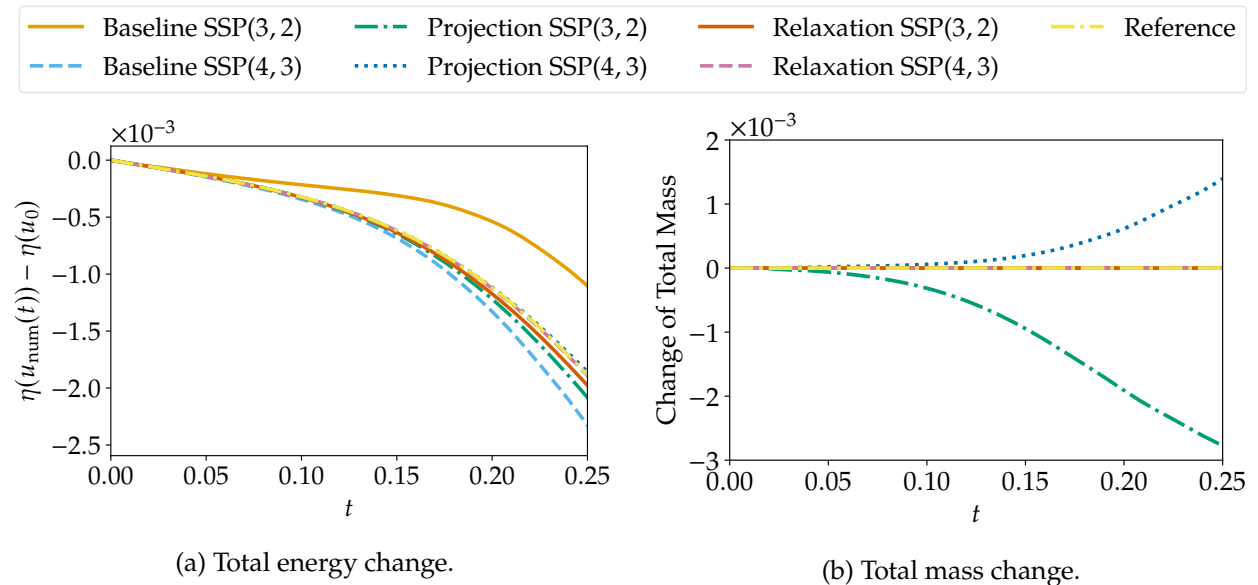 Baseline SSP(3, 2) Projection SSP(3, 2) Relaxation SSP(3, 2) Reference
Baseline SSP(4, 3) Projection SSP(4, 3) Relaxation SSP(4, 3)
×10⁻³
0.0
−0.5
−1.0
−1.5
−2.0
−2.5
η(u_num(t)) − η(u₀)
0.00 0.05 0.10 0.15 0.20 0.25
t
(a) Total energy change.
×10⁻³
2
1
0
−1
−2
−3
Change of Total Mass
0.00 0.05 0.10 0.15 0.20 0.25
t
(b) Total mass change.